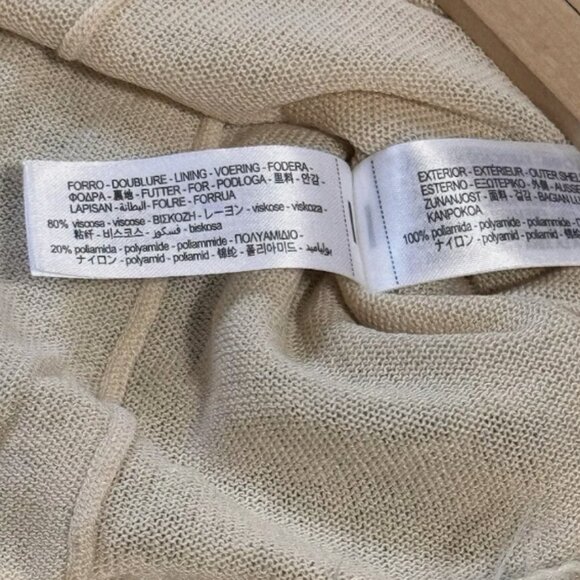 FORRO - DOUBLURE - LINING - VOERING - FODERA -
ΦΟΔΡΑ - 裏地 - FUTTER - FOR - PODLOGA - 里料 - 안감 -
LAPISAN - البطانة - FOLRE - FORRUA
80% viscosa - viscose - ΒΙΣΚΟΖΗ - レーヨン - viskose - viskoza -
粘纤 - 비스코스 - فسكوز - biskosa
20% poliamida - polyamide - poliammide - ΠΟΛΥΑΜΙΔΙΟ -
ナイロン - polyamid - poliamid - 锦纶 - 폴리아미드 - بولياميد
EXTERIOR - EXTÉRIEUR - OUTER SHELL
ESTERNO - ΕΞΩΤΕΡΙΚΟ - 外側 -
ZUNANJOST - 面料 - 겉감 - BAGIAN
KANPOKOA
100% poliamida - polyamide -
ナイロン - polyamid - poliamid - 锦纶